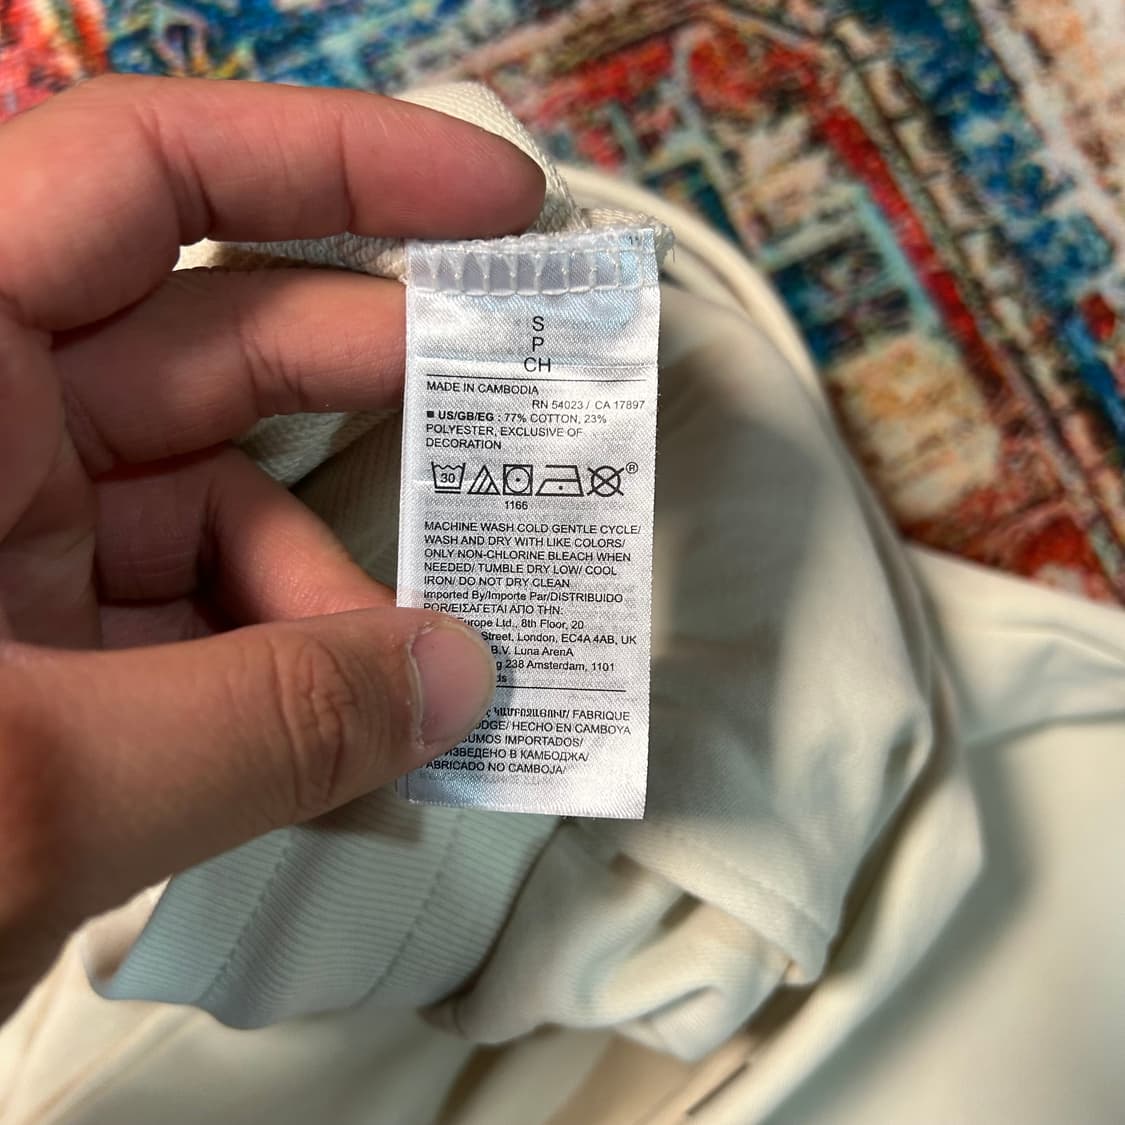 S
P
CH
MADE IN CAMBODIA
RN 54023 / CA 17897
■ US/GB/EG : 77% COTTON, 23%
POLYESTER, EXCLUSIVE OF
DECORATION
30
®
1166
MACHINE WASH COLD GENTLE CYCLE/
WASH AND DRY WITH LIKE COLORS/
ONLY NON-CHLORINE BLEACH WHEN
NEEDED/ TUMBLE DRY LOW/ COOL
IRON/ DO NOT DRY CLEAN
Imported By/Importe Par/DISTRIBUIDO
POR/ΕΙΣΑΓΕΤΑΙ ΑΠΟ ΤΗΝ:
Europe Ltd., 8th Floor, 20
Street, London, EC4A 4AB, UK
B.V. Luna ArenA
238 Amsterdam, 1101
ԿԱՄԲՈՋԱՅՈՒՄ/ FABRIQUE
HECHO EN CAMBOYA
IMPORTADOS/
В КАМБОДЖА/
FABRICADO NO CAMBOJA/